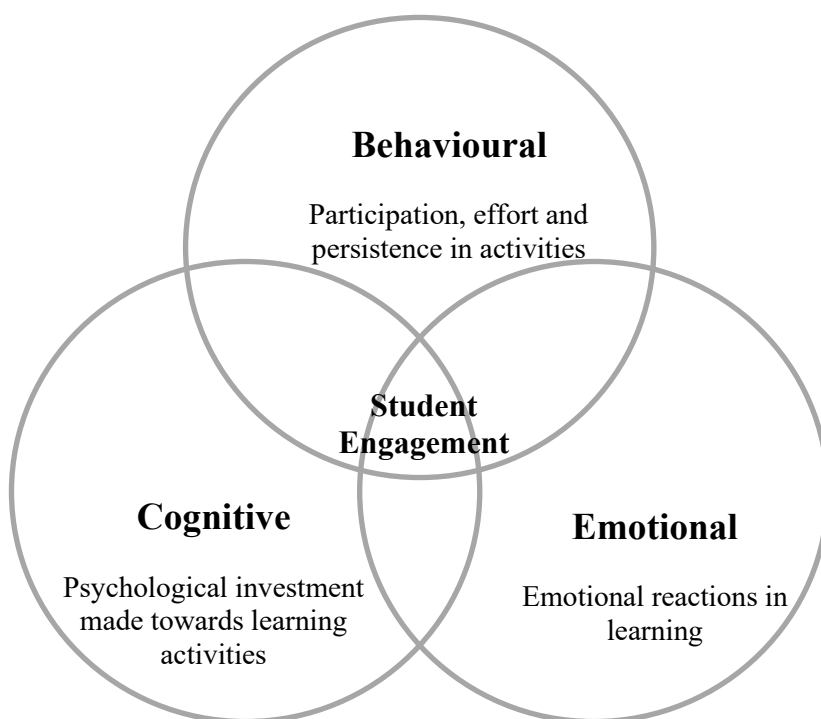 Behavioural
Participation, effort and
persistence in activities
Student
Engagement
Cognitive
Psychological investment
made towards learning
activities
Emotional
Emotional reactions in
learning